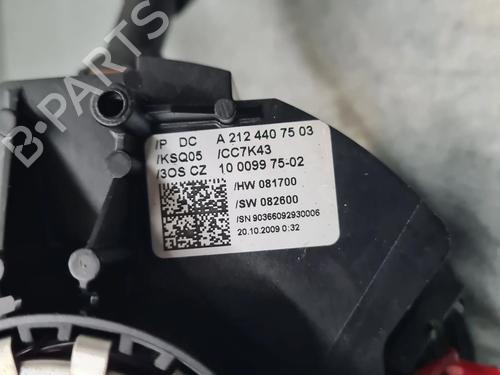 B-PARTS
/P DC A 212 440 75 03
/KSQ05 /CC7K43
/3OS CZ 10 0099 75-02
/HW 081700
/SW 082600
/SN 90366092930006
20.10.2009 0:32